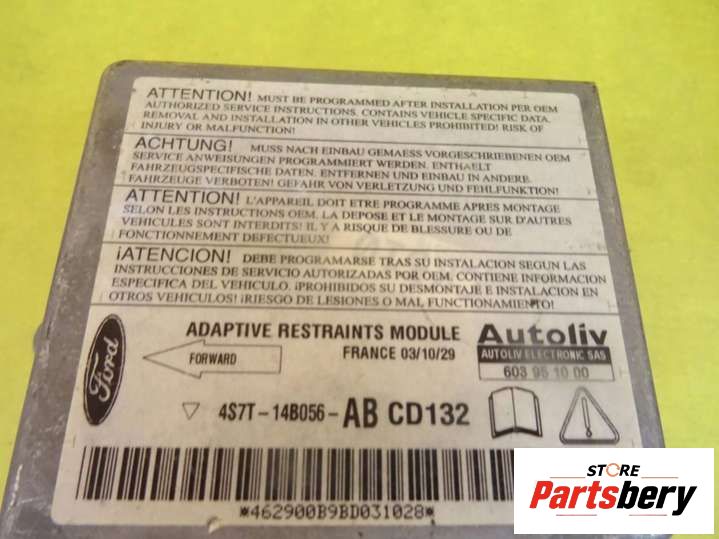 ATTENTION! MUST BE PROGRAMMED AFTER INSTALLATION PER OEM
AUTHORIZED SERVICE INSTRUCTIONS. CONTAINS VEHICLE SPECIFIC DATA.
REMOVAL AND INSTALLATION IN OTHER VEHICLES PROHIBITED! RISK OF
INJURY OR MALFUNCTION!
ACHTUNG! MUSS NACH EINBAU GEMAESS VORGESCHRIEBENEN OEM
SERVICE ANWEISUNGEN PROGRAMMIERT WERDEN. ENTHAELT
FAHRZEUGSPEZIFISCHE DATEN. ENTFERNEN UND EINBAU IN ANDERE
FAHRZEUGE VERBOTEN! GEFAHR VON VERLETZUNG UND FEHLFUNKTION!
ATTENTION! L'APPAREIL DOIT ETRE PROGRAMME APRES MONTAGE
SELON LES INSTRUCTIONS OEM. LA DEPOSE ET LE MONTAGE SUR D'AUTRES
VEHICULES SONT INTERDITS! IL Y A RISQUE DE BLESSURE OU DE
FONCTIONNEMENT DEFECTUEUX!
¡ATENCION! DEBE PROGRAMARSE TRAS SU INSTALACION SEGUN LAS
INSTRUCCIONES DE SERVICIO AUTORIZADAS POR OEM. CONTIENE INFORMACION
ESPECIFICA DEL VEHICULO. ¡PROHIBIDOS SU DESMONTAJE E INSTALACION EN
OTROS VEHICULOS! ¡RIESGO DE LESIONES O MAL FUNCTIONAMIENTO!
Ford
ADAPTIVE RESTRAINTS MODULE
FORWARD
FRANCE 03/10/29
Autoliv
AUTOLIV ELECTRONIC SAS
603 95 10 00
4S7T-14B056-AB CD132
*462900B9BD031028*
STORE
Partsbery